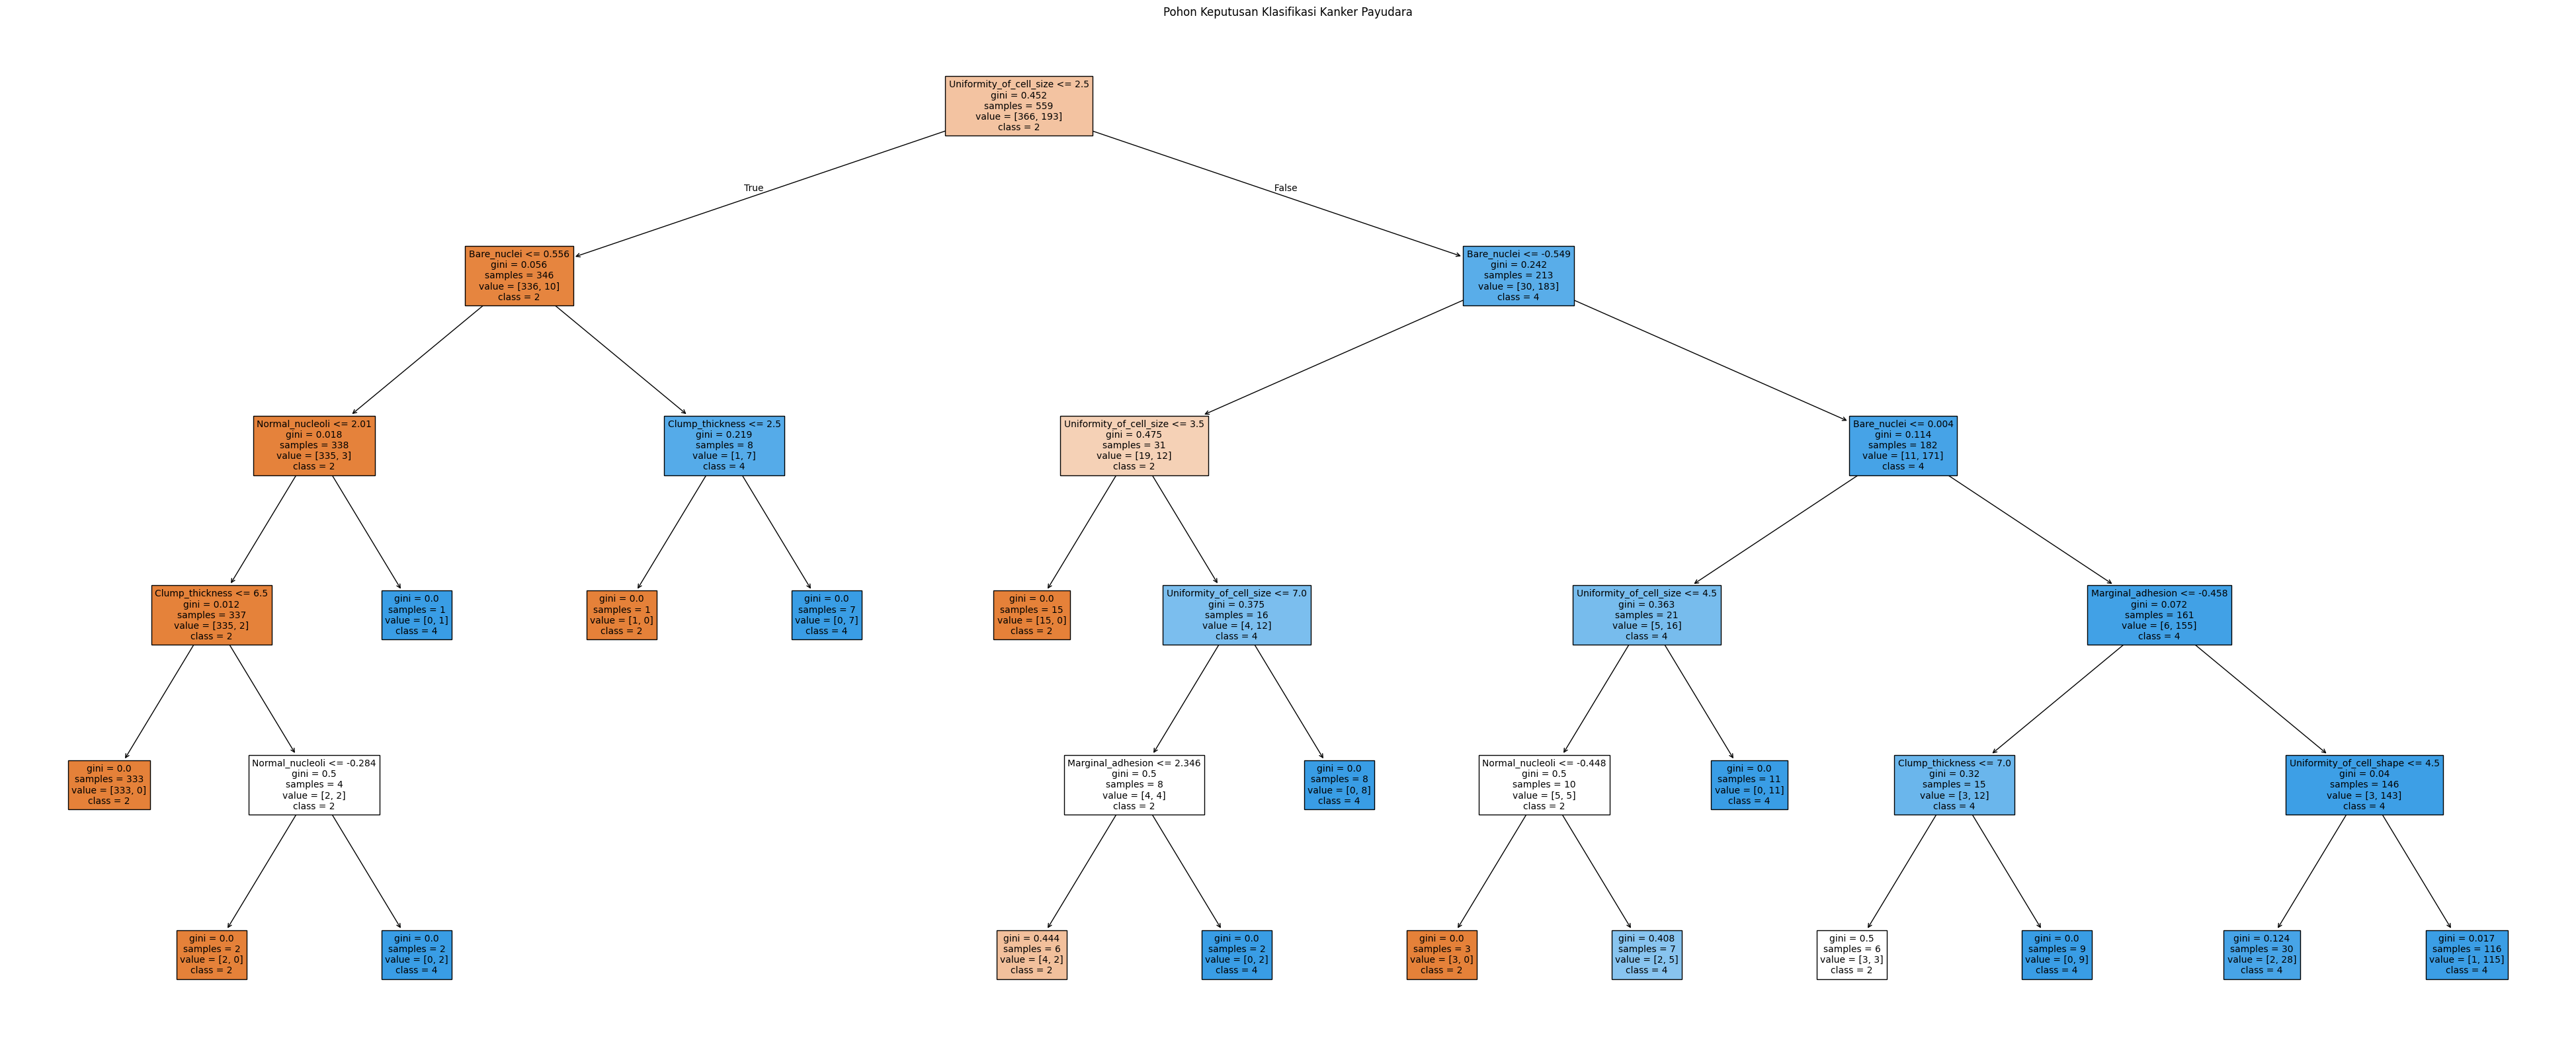 Pohon Keputusan Klasifikasi Kanker Payudara
Uniformity_of_cell_size <= 2.5
gini = 0.452
samples = 559
value = [366, 193]
class = 2
True
False
Bare_nuclei <= 0.556
gini = 0.056
samples = 346
value = [336, 10]
class = 2
Bare_nuclei <= -0.549
gini = 0.242
samples = 213
value = [30, 183]
class = 4
Normal_nucleoli <= 2.01
gini = 0.018
samples = 338
value = [335, 3]
class = 2
Clump_thickness <= 2.5
gini = 0.219
samples = 8
value = [1, 7]
class = 4
Uniformity_of_cell_size <= 3.5
gini = 0.475
samples = 31
value = [19, 12]
class = 2
Bare_nuclei <= 0.004
gini = 0.114
samples = 182
value = [11, 171]
class = 4
Clump_thickness <= 6.5
gini = 0.012
samples = 337
value = [335, 2]
class = 2
gini = 0.0
samples = 1
value = [0, 1]
class = 4
gini = 0.0
samples = 1
value = [1, 0]
class = 2
gini = 0.0
samples = 7
value = [0, 7]
class = 4
gini = 0.0
samples = 15
value = [15, 0]
class = 2
Uniformity_of_cell_size <= 7.0
gini = 0.375
samples = 16
value = [4, 12]
class = 4
Uniformity_of_cell_size <= 4.5
gini = 0.363
samples = 21
value = [5, 16]
class = 4
Marginal_adhesion <= -0.458
gini = 0.072
samples = 161
value = [6, 155]
class = 4
gini = 0.0
samples = 333
value = [333, 0]
class = 2
Normal_nucleoli <= -0.284
gini = 0.5
samples = 4
value = [2, 2]
class = 2
Marginal_adhesion <= 2.346
gini = 0.5
samples = 8
value = [4, 4]
class = 2
gini = 0.0
samples = 8
value = [0, 8]
class = 4
Normal_nucleoli <= -0.448
gini = 0.5
samples = 10
value = [5, 5]
class = 2
gini = 0.0
samples = 11
value = [0, 11]
class = 4
Clump_thickness <= 7.0
gini = 0.32
samples = 15
value = [3, 12]
class = 4
Uniformity_of_cell_shape <= 4.5
gini = 0.04
samples = 146
value = [3, 143]
class = 4
gini = 0.0
samples = 2
value = [2, 0]
class = 2
gini = 0.0
samples = 2
value = [0, 2]
class = 4
gini = 0.444
samples = 6
value = [4, 2]
class = 2
gini = 0.0
samples = 2
value = [0, 2]
class = 4
gini = 0.0
samples = 3
value = [3, 0]
class = 2
gini = 0.408
samples = 7
value = [2, 5]
class = 4
gini = 0.5
samples = 6
value = [3, 3]
class = 2
gini = 0.0
samples = 9
value = [0, 9]
class = 4
gini = 0.124
samples = 30
value = [2, 28]
class = 4
gini = 0.017
samples = 116
value = [1, 115]
class = 4